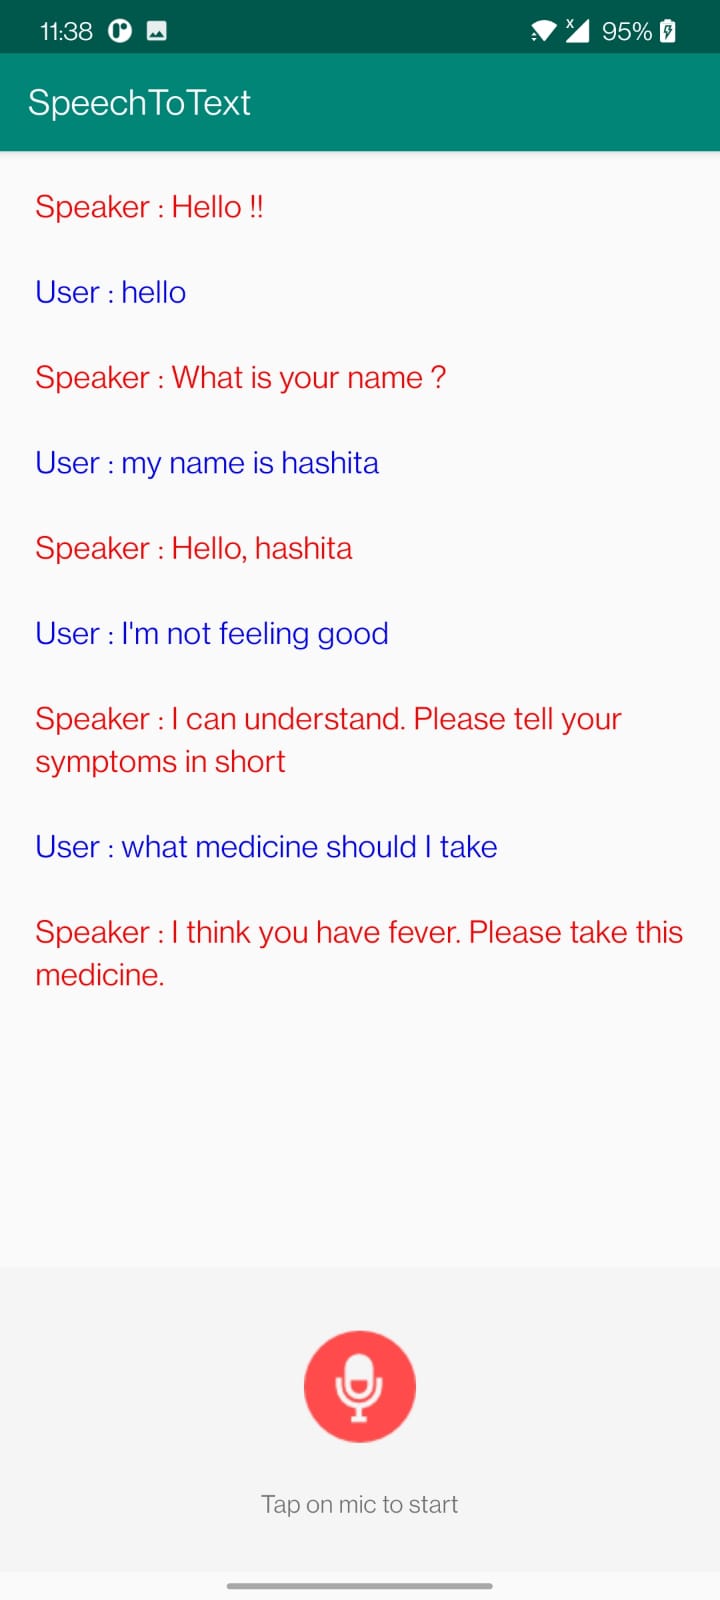 11:38 x 95%
SpeechToText
Speaker : Hello !!
User : hello
Speaker : What is your name ?
User : my name is hashita
Speaker : Hello, hashita
User : I'm not feeling good
Speaker : I can understand. Please tell your
symptoms in short
User : what medicine should I take
Speaker : I think you have fever. Please take this
medicine.
Tap on mic to start